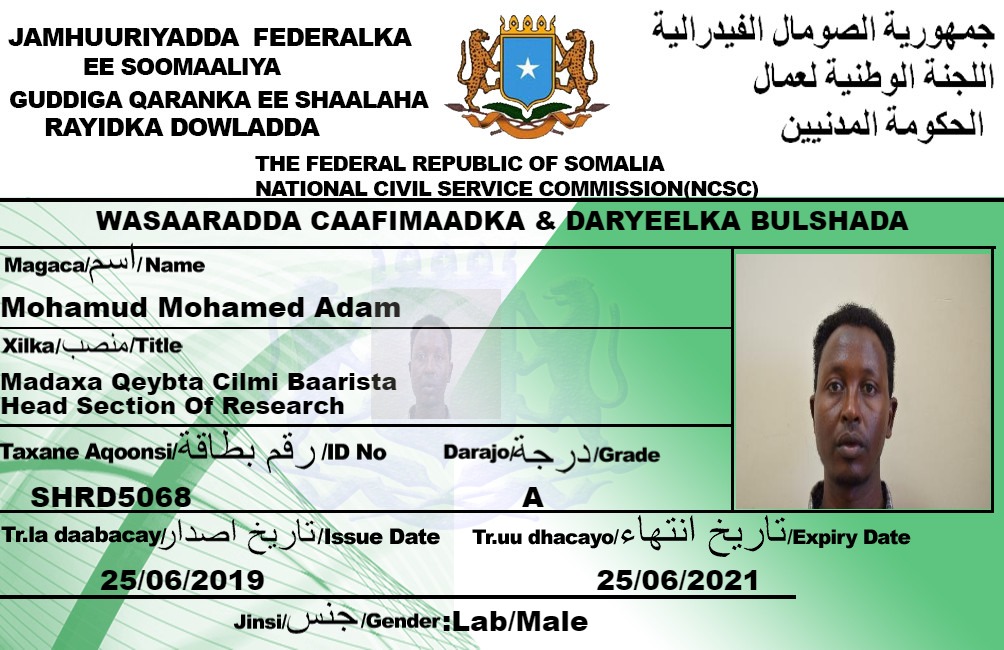 JAMHUURIYADDA FEDERALKA
EE SOOMAALIYA
GUDDIGA QARANKA EE SHAALAHA
RAYIDKA DOWLADDA
جمهورية الصومال الفيدرالية
اللجنة الوطنية لعمال
الحكومة المدنيين
THE FEDERAL REPUBLIC OF SOMALIA
NATIONAL CIVIL SERVICE COMMISSION(NCSC)
WASAARADDA CAAFIMAADKA & DARYEELKA BULSHADA
Magaca/اسم/Name
Mohamud Mohamed Adam
Xilka/منصب/Title
Madaxa Qeybta Cilmi Baarista
Head Section Of Research
Taxane Aqoonsi/رقم بطاقة/ID No
Darajo/درجة/Grade
SHRD5068
A
Tr.la daabacay/تاريخ اصدار/Issue Date
Tr.uu dhacayo/تاريخ انتهاء/Expiry Date
25/06/2019
25/06/2021
Jinsi/جنس/Gender:Lab/Male